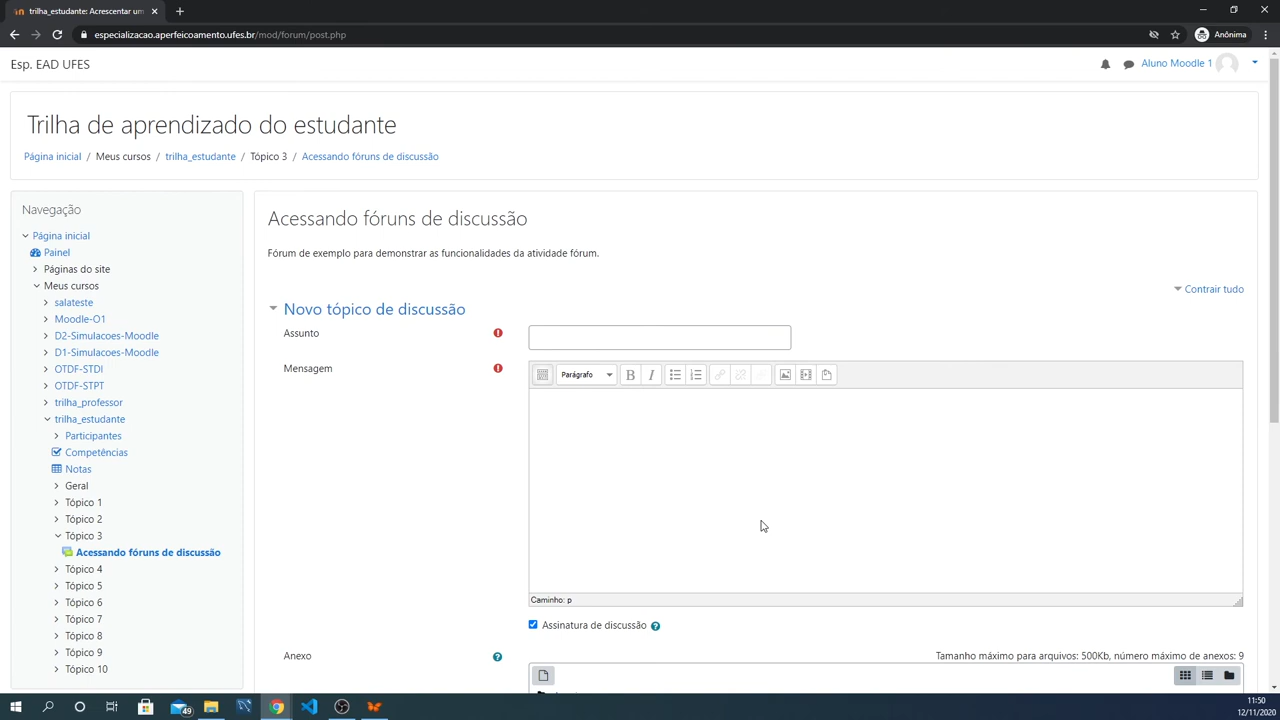 trilha_estudante: Acrescentar um
especializacao.aperfeicoamento.ufes.br/mod/forum/post.php
Anônima
Esp. EAD UFES
Aluno Moodle 1
Trilha de aprendizado do estudante
Página inicial / Meus cursos / trilha_estudante / Tópico 3 / Acessando fóruns de discussão
Navegação
Página inicial
Painel
Páginas do site
Meus cursos
salateste
Moodle-O1
D2-Simulacoes-Moodle
D1-Simulacoes-Moodle
OTDF-STDI
OTDF-STPT
trilha_professor
trilha_estudante
Participantes
Competências
Notas
Geral
Tópico 1
Tópico 2
Tópico 3
Acessando fóruns de discussão
Tópico 4
Tópico 5
Tópico 6
Tópico 7
Tópico 8
Tópico 9
Tópico 10
Acessando fóruns de discussão
Fórum de exemplo para demonstrar as funcionalidades da atividade fórum.
Contrair tudo
Novo tópico de discussão
Assunto
Mensagem
Parágrafo
B I
Caminho: p
Assinatura de discussão
Anexo
Tamanho máximo para arquivos: 500Kb, número máximo de anexos: 9
49
11:50
12/11/2020